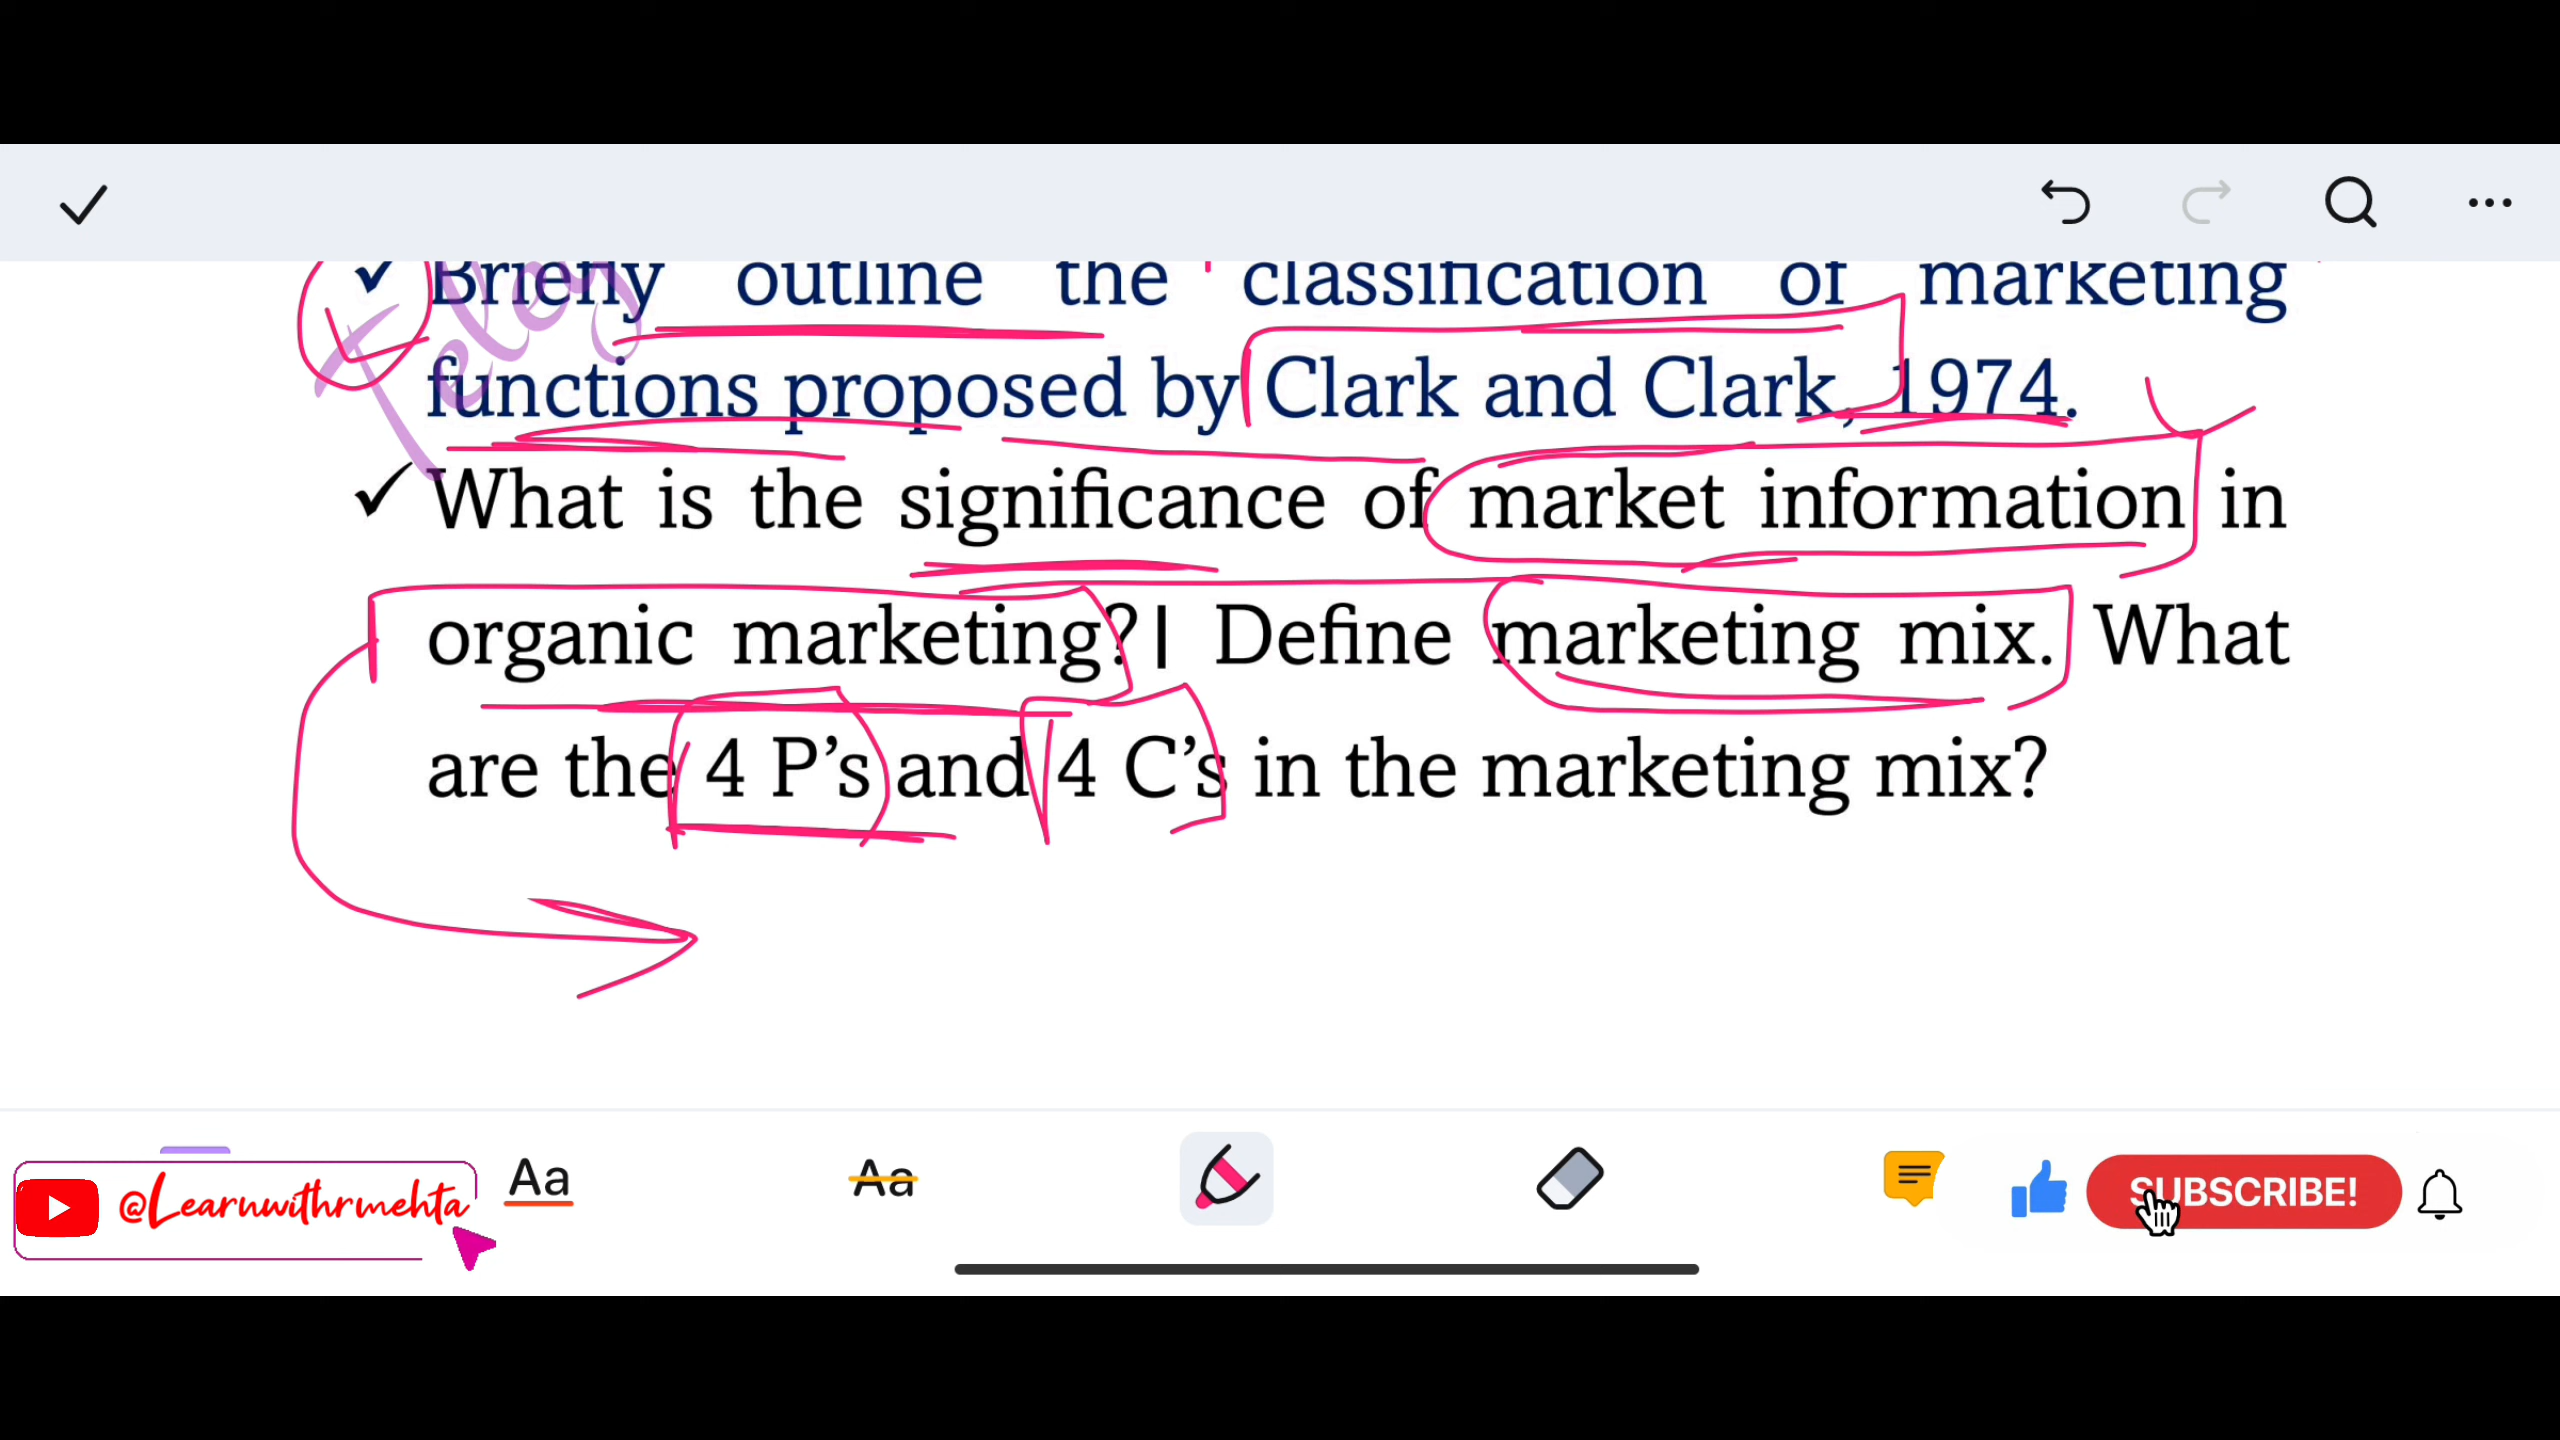 ✓ Briefly outline the classification of marketing
functions proposed by Clark and Clark, 1974.
✓ What is the significance of market information in
organic marketing?| Define marketing mix. What
are the 4 P’s and 4 C’s in the marketing mix?
Aa Aa
@Learnwithrmehta
SUBSCRIBE!